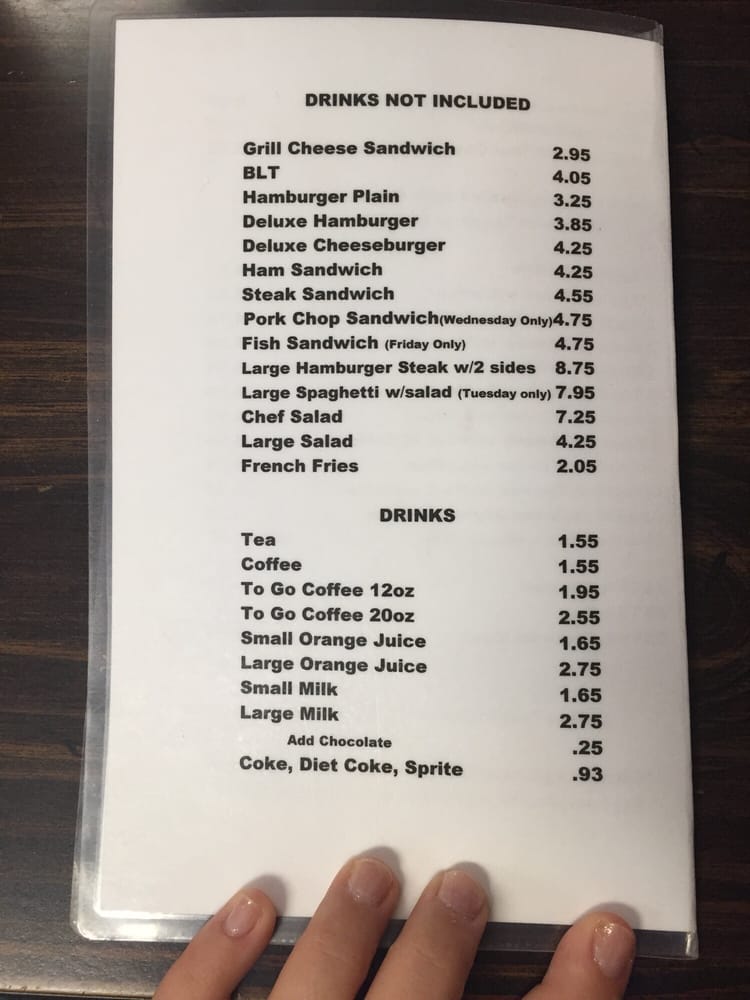 DRINKS NOT INCLUDED
Grill Cheese Sandwich 2.95
BLT 4.05
Hamburger Plain 3.25
Deluxe Hamburger 3.85
Deluxe Cheeseburger 4.25
Ham Sandwich 4.25
Steak Sandwich 4.55
Pork Chop Sandwich(Wednesday Only)4.75
Fish Sandwich (Friday Only) 4.75
Large Hamburger Steak w/2 sides 8.75
Large Spaghetti w/salad (Tuesday only) 7.95
Chef Salad 7.25
Large Salad 4.25
French Fries 2.05
DRINKS
Tea 1.55
Coffee 1.55
To Go Coffee 12oz 1.95
To Go Coffee 20oz 2.55
Small Orange Juice 1.65
Large Orange Juice 2.75
Small Milk 1.65
Large Milk 2.75
Add Chocolate .25
Coke, Diet Coke, Sprite .93